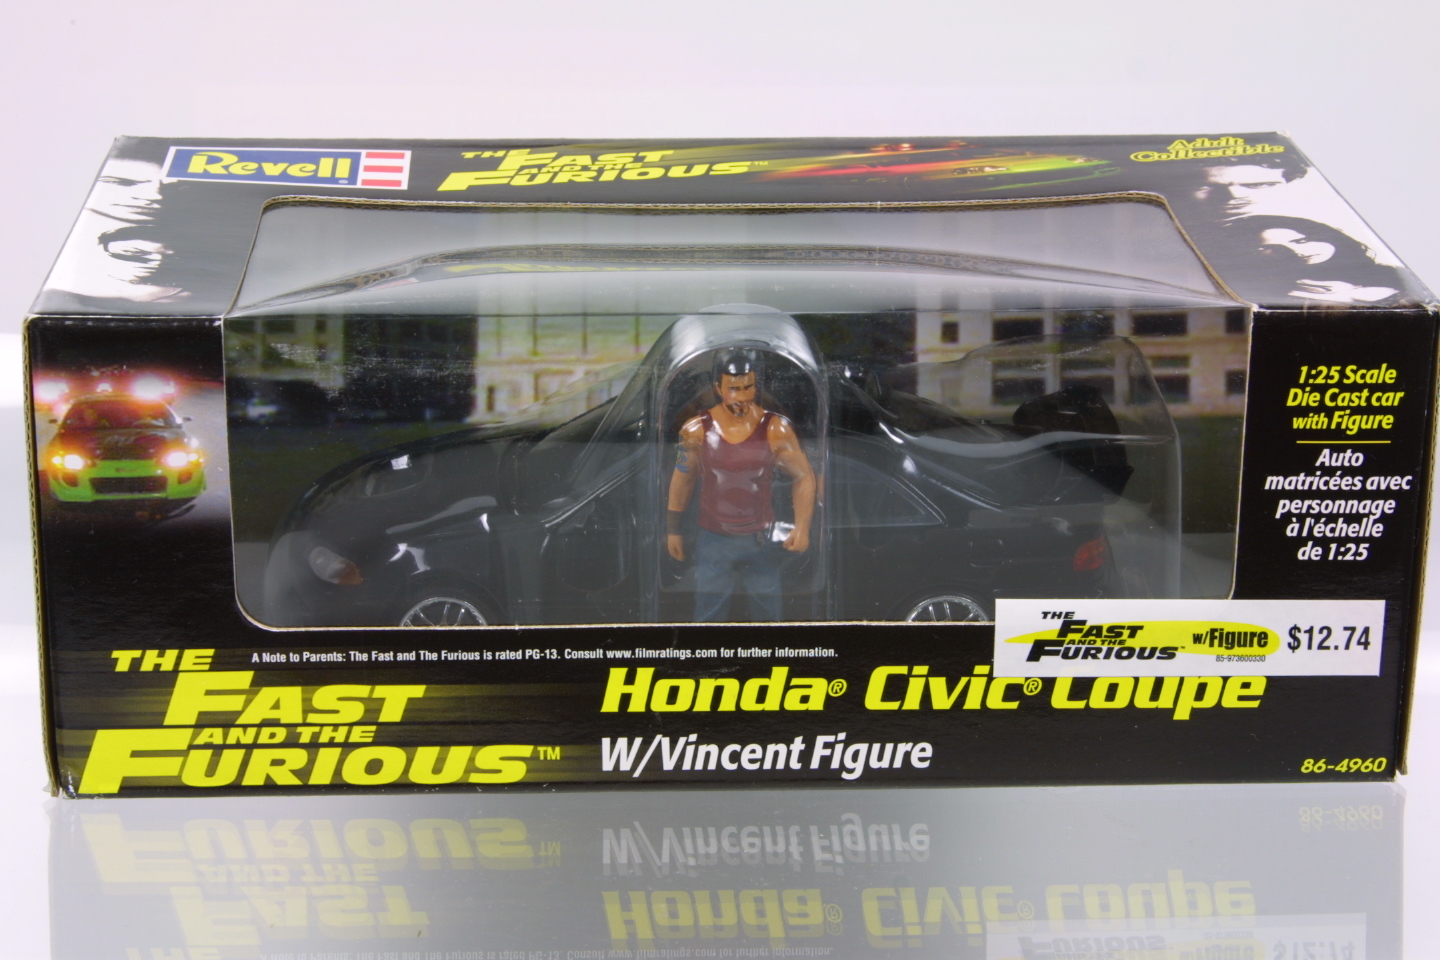 Revell
THE
FAST
AND THE
FURIOUS™
Adult
Collectible
1:25 Scale
Die Cast car
with Figure
Auto
matricées avec
personnage
à l'échelle
de 1:25
THE
FAST
AND THE
FURIOUS™
w/Figure
85-973600330
$12.74
A Note to Parents: The Fast and The Furious is rated PG-13. Consult www.filmratings.com for further information.
THE
FAST
AND THE
FURIOUS™
Honda® Civic® Coupe
W/Vincent Figure
86-4960